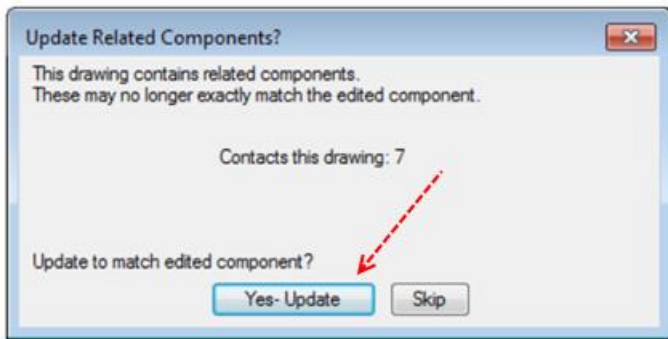 Update Related Components?
This drawing contains related components.
These may no longer exactly match the edited component.
Contacts this drawing: 7
Update to match edited component?
Yes- Update
Skip